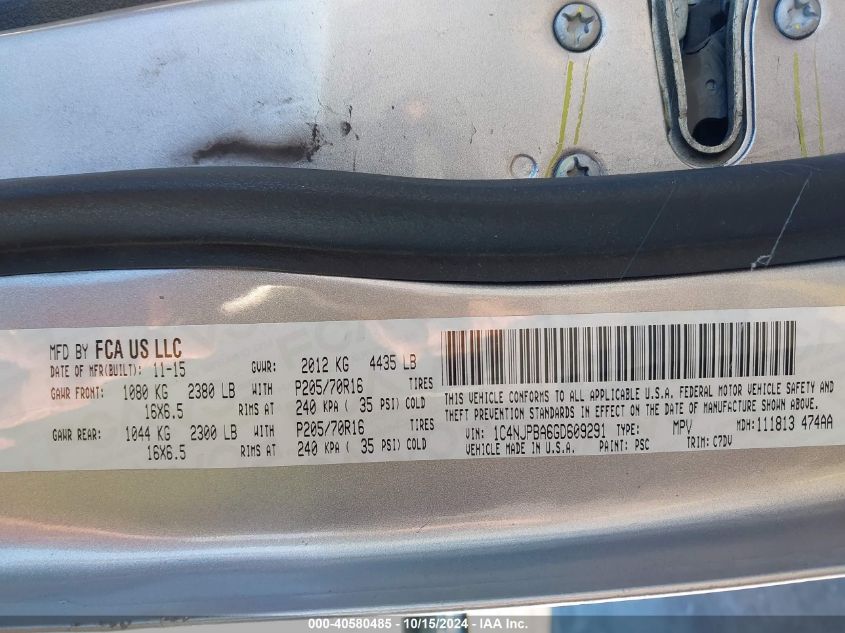 MFD BY FCA US LLC
DATE OF MFR(BUILT): 11-15 GVWR: 2012 KG 4435 LB
GAWR FRONT: 1080 KG 2380 LB WITH P205/70R16 TIRES
16X6.5 RIMS AT 240 KPA ( 35 PSI) COLD
GAWR REAR: 1044 KG 2300 LB WITH P205/70R16 TIRES
16X6.5 RIMS AT 240 KPA ( 35 PSI) COLD
THIS VEHICLE CONFORMS TO ALL APPLICABLE U.S.A. FEDERAL MOTOR VEHICLE SAFETY AND
THEFT PREVENTION STANDARDS IN EFFECT ON THE DATE OF MANUFACTURE SHOWN ABOVE.
VIN: 1C4NJPBA6GD609291 TYPE: MPV MDH: 111813 474AA
VEHICLE MADE IN U.S.A. PAINT: PSC TRIM: C7DV
000-40580485 - 10/15/2024 - IAA Corp.